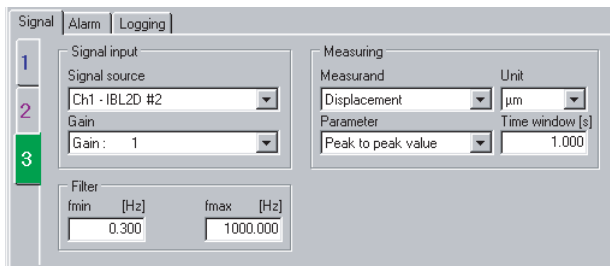 Signal Alarm Logging
1
2
3
Signal input
Signal source
Ch1 - IBL2D #2
Gain
Gain : 1
Measuring
Measurand Unit
Displacement µm
Parameter Time window [s]
Peak to peak value 1.000
Filter
fmin [Hz] fmax [Hz]
0.300 1000.000